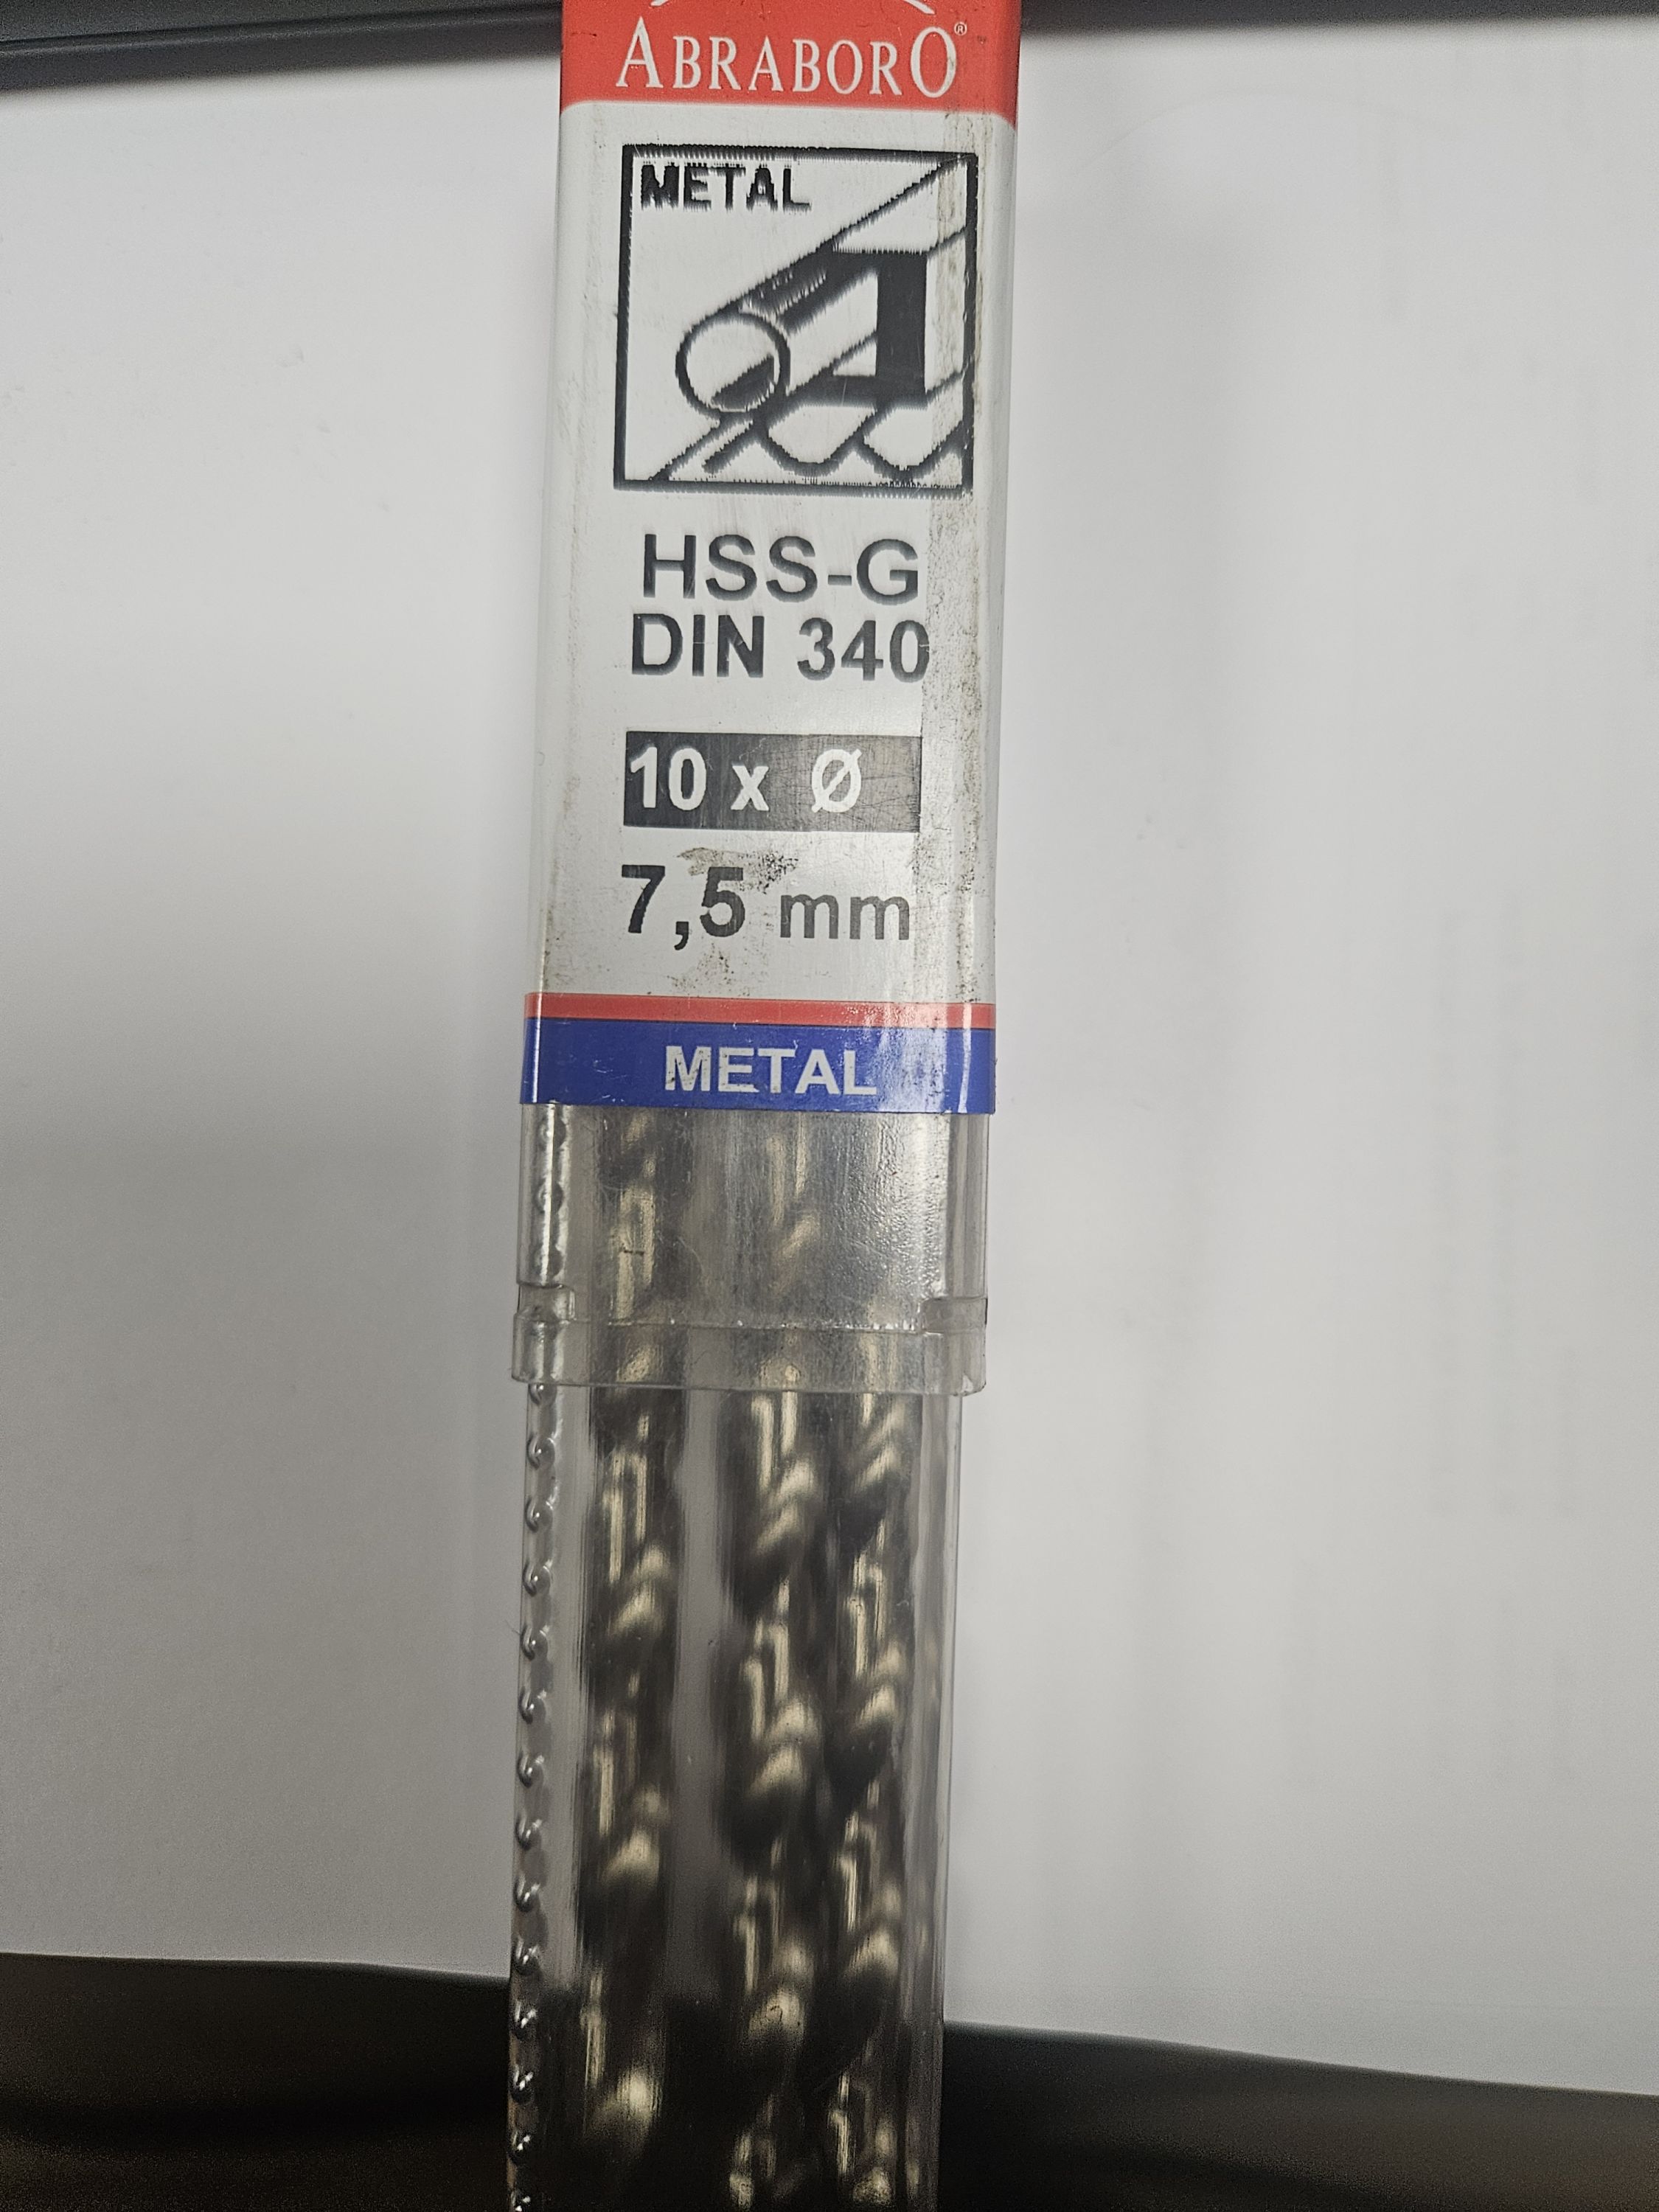 ABRABORO®
METAL
HSS-G
DIN 340
10 x Ø
7,5 mm
METAL